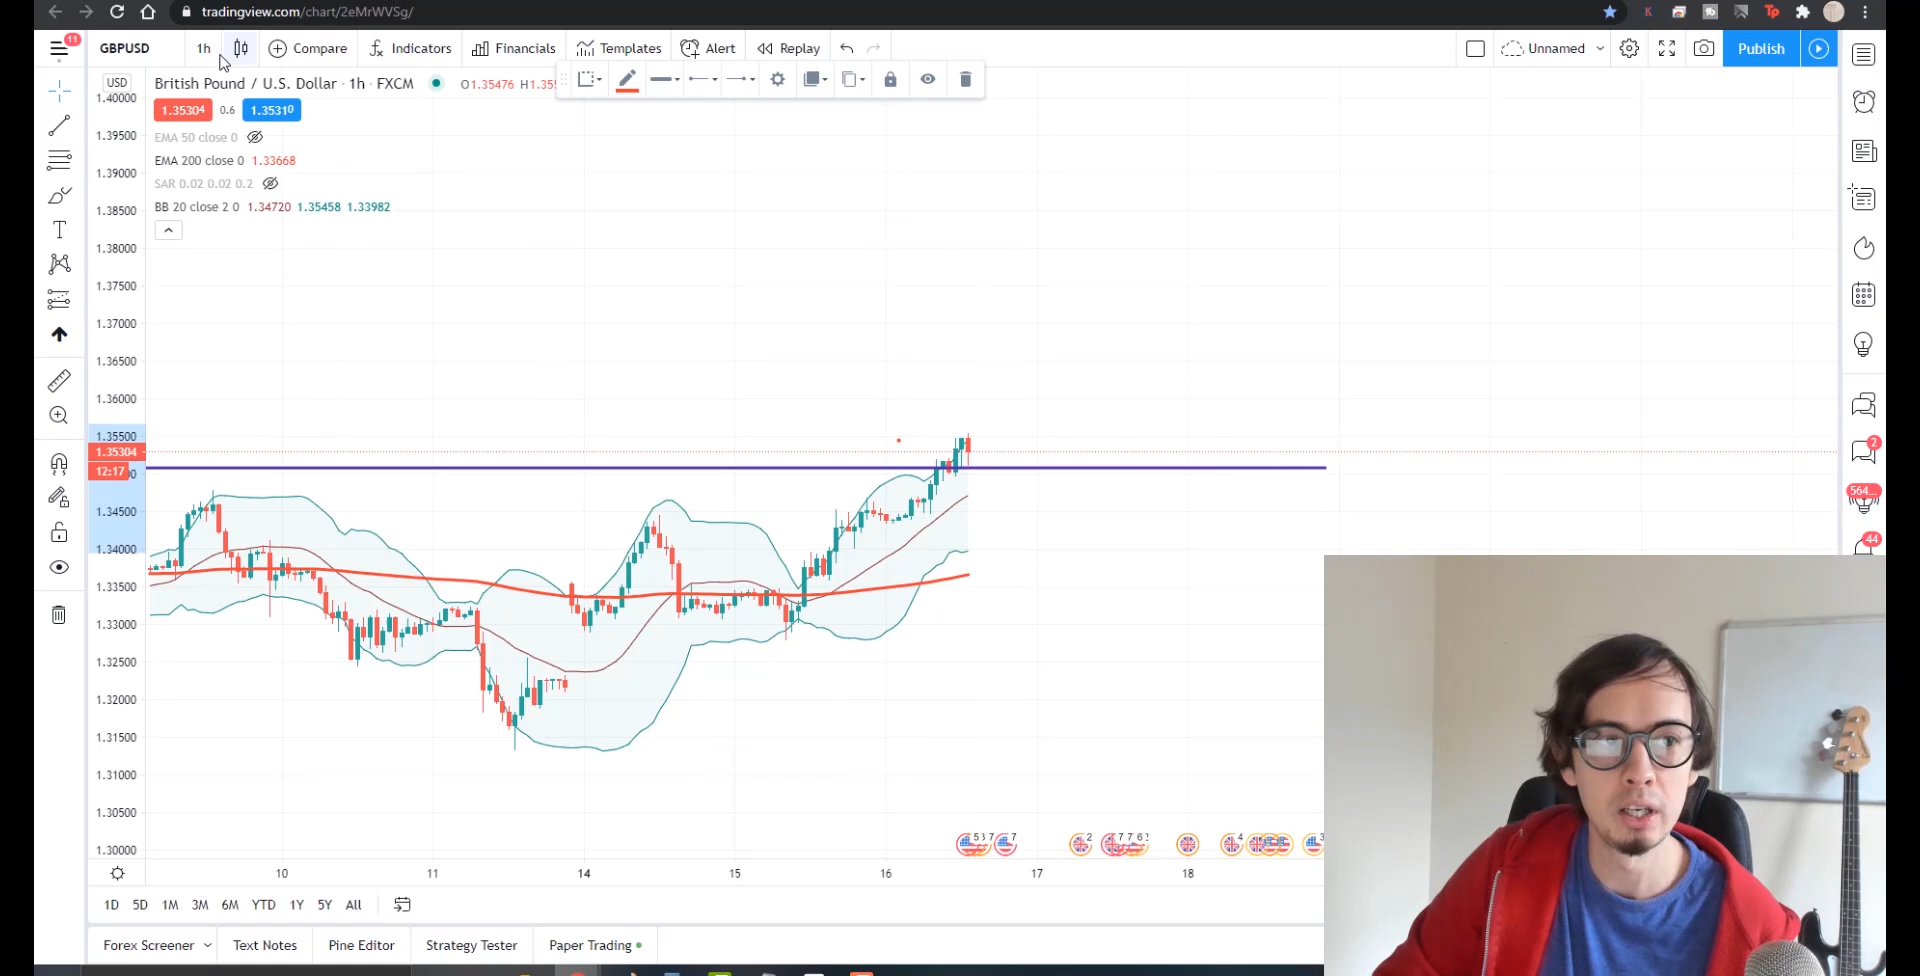 tradingview.com/chart/2eMrWVSg/
11
GBPUSD
1h
Compare
Indicators
Financials
Templates
Alert
Replay
Unnamed
Publish
USD
British Pound / U.S. Dollar · 1h · FXCM
O1.35476
1.35304
0.6
1.35310
EMA 50 close 0
EMA 200 close 0 1.33668
SAR 0.02 0.02 0.2
BB 20 close 2 0 1.34720 1.35458 1.33982
1.40000
1.39500
1.39000
1.38500
1.38000
1.37500
1.37000
1.36500
1.36000
1.35500
1.35304
12:17
1.34500
1.34000
1.33500
1.33000
1.32500
1.32000
1.31500
1.31000
1.30500
1.30000
2
564...
44
10
11
14
15
16
17
18
1D
5D
1M
3M
6M
YTD
1Y
5Y
All
Forex Screener
Text Notes
Pine Editor
Strategy Tester
Paper Trading